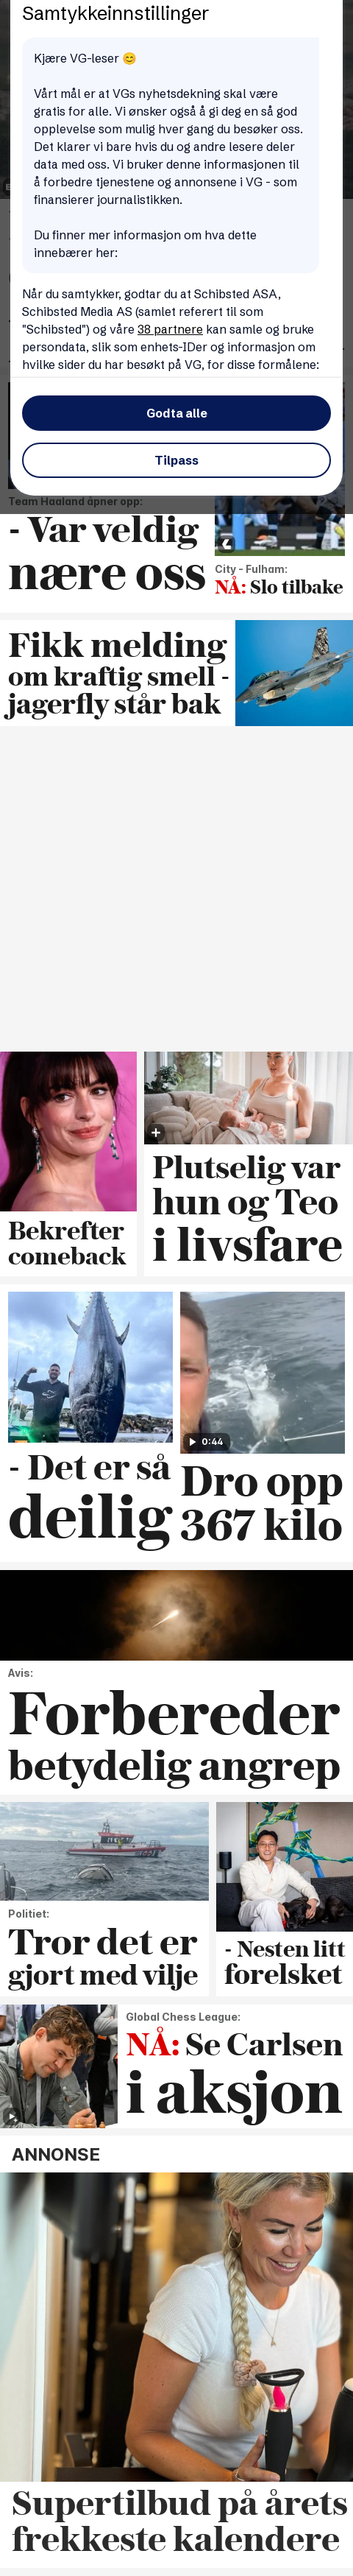 Samtykkeinnstillinger
Kjære VG-leser 😊
Vårt mål er at VGs nyhetsdekning skal være
gratis for alle. Vi ønsker også å gi deg en så god
opplevelse som mulig hver gang du besøker oss.
Det klarer vi bare hvis du og andre lesere deler
data med oss. Vi bruker denne informasjonen til
å forbedre tjenestene og annonsene i VG - som
finansierer journalistikken.
Du finner mer informasjon om hva dette
innebærer her:
Når du samtykker, godtar du at Schibsted ASA,
Schibsted Media AS (samlet referert til som
"Schibsted") og våre 38 partnere kan samle og bruke
persondata, slik som enhets-IDer og informasjon om
hvilke sider du har besøkt på VG, for disse formålene:
Godta alle
Tilpass
Team Haaland åpner opp:
- Var veldig
nære oss
City - Fulham:
NÅ: Slo tilbake
Fikk melding
om kraftig smell -
jagerfly står bak
Bekrefter
comeback
Plutselig var
hun og Teo
i livsfare
- Det er så
deilig
0:44
Dro opp
367 kilo
Avis:
Forbereder
betydelig angrep
Politiet:
Tror det er
gjort med vilje
- Nesten litt
forelsket
Global Chess League:
NÅ: Se Carlsen
i aksjon
ANNONSE
Supertilbud på årets
frekkeste kalendere